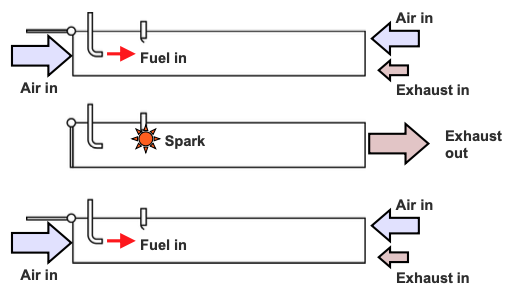 Air in
Fuel in
Air in
Exhaust in
Spark
Exhaust
out
Air in
Fuel in
Air in
Exhaust in